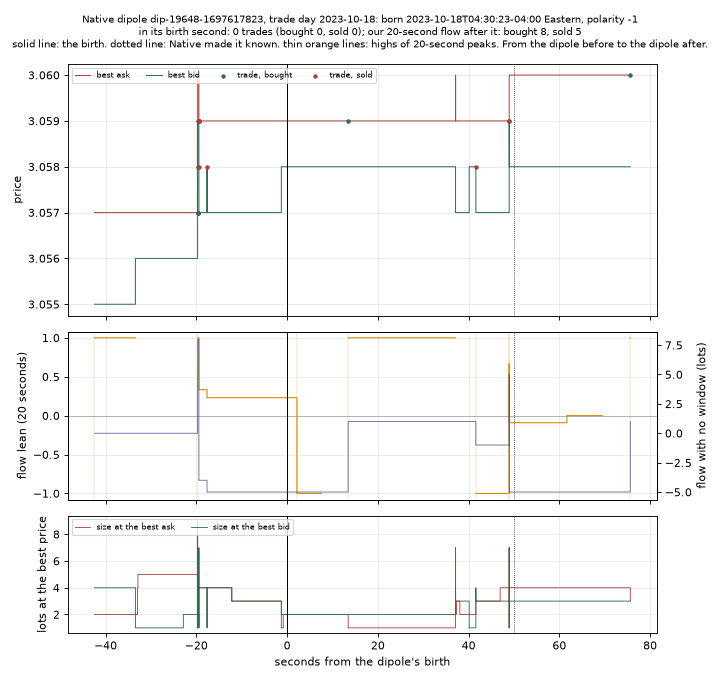 Native dipole dip-19648-1697617823, trade day 2023-10-18: born 2023-10-18T04:30:23-04:00 Eastern, polarity -1
in its birth second: 0 trades (bought 0, sold 0); our 20-second flow after it: bought 8, sold 5
solid line: the birth. dotted line: Native made it known. thin orange lines: highs of 20-second peaks. From the dipole before to the dipole after.
best ask best bid trade, bought trade, sold
3.060
3.059
3.058
3.057
3.056
3.055
price
1.0
0.5
0.0
−0.5
−1.0
flow lean (20 seconds)
7.5
5.0
2.5
0.0
−2.5
−5.0
flow with no window (lots)
size at the best ask size at the best bid
8
6
4
2
lots at the best price
−40 −20 0 20 40 60 80
seconds from the dipole's birth